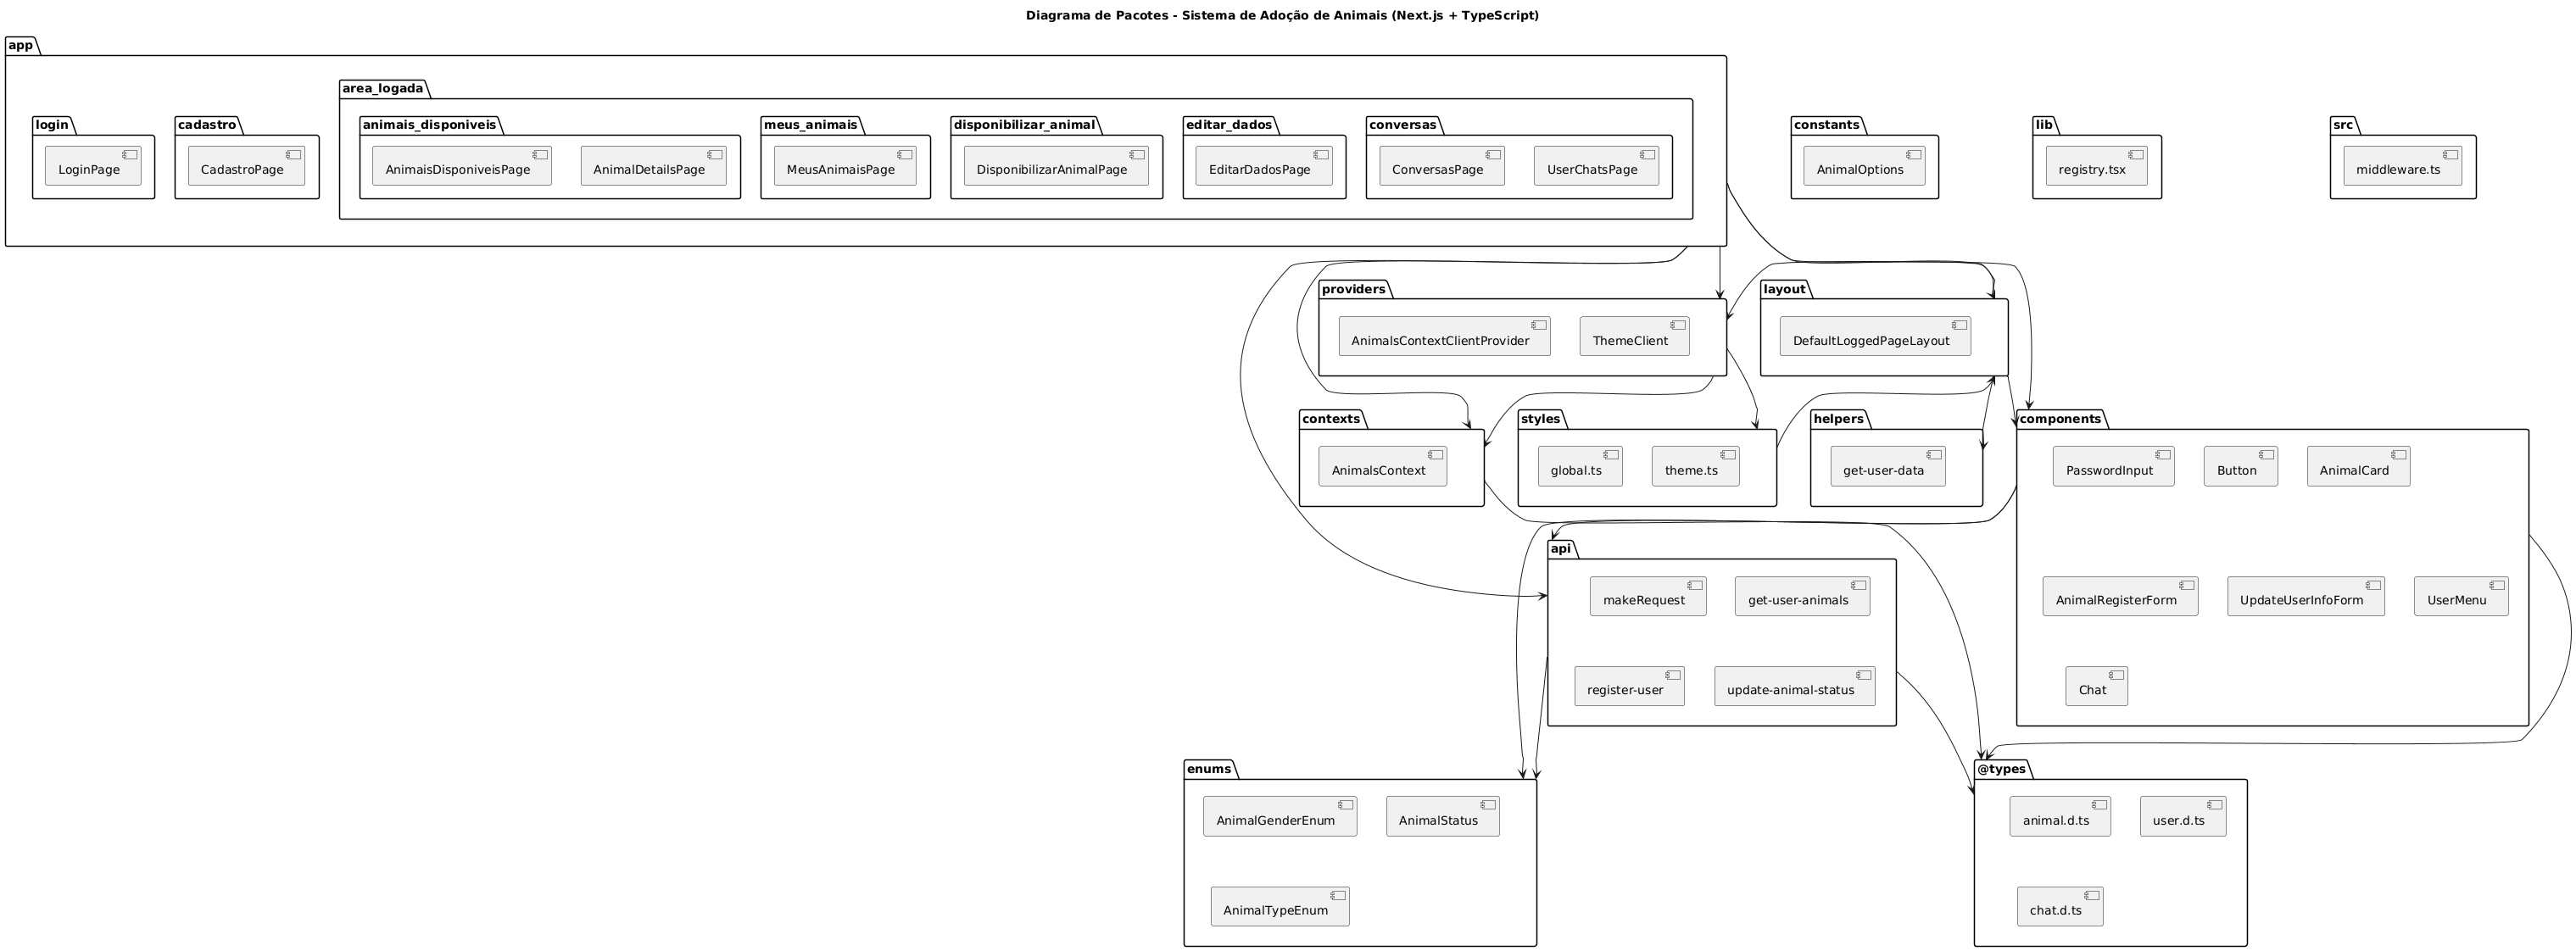 Diagrama de Pacotes - Sistema de Adoção de Animais (Next.js + TypeScript)
app
area_logada
login
cadastro
animais_disponiveis
meus_animais
disponibilizar_animal
editar_dados
conversas
constants
lib
src
LoginPage
CadastroPage
AnimaisDisponiveisPage
AnimalDetailsPage
MeusAnimaisPage
DisponibilizarAnimalPage
EditarDadosPage
ConversasPage
UserChatsPage
AnimalOptions
registry.tsx
middleware.ts
providers
layout
AnimalsContextClientProvider
ThemeClient
DefaultLoggedPageLayout
contexts
styles
helpers
components
AnimalsContext
global.ts
theme.ts
get-user-data
PasswordInput
Button
AnimalCard
api
makeRequest
get-user-animals
AnimalRegisterForm
UpdateUserInfoForm
UserMenu
register-user
update-animal-status
Chat
enums
@types
AnimalGenderEnum
AnimalStatus
animal.d.ts
user.d.ts
AnimalTypeEnum
chat.d.ts